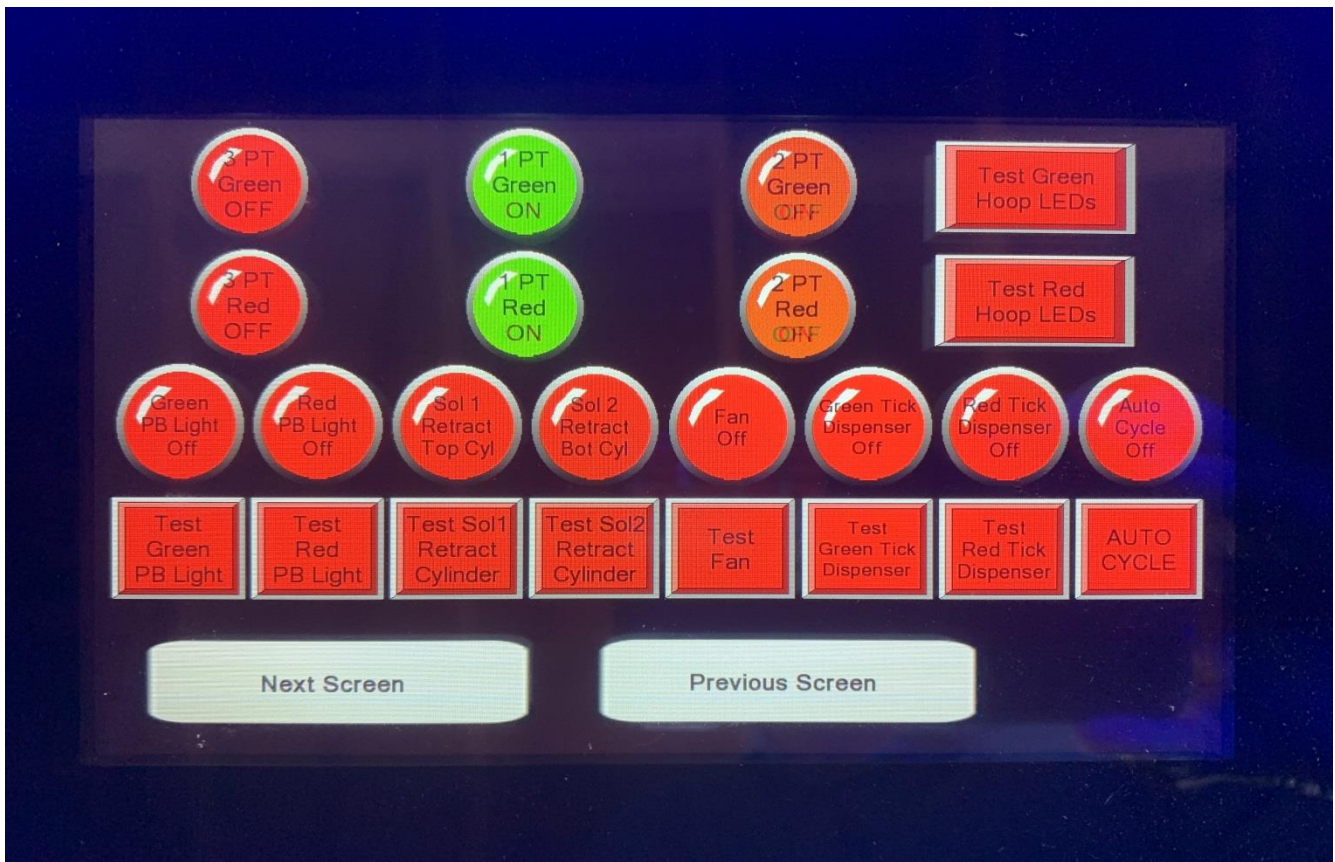 3 PT
Green
OFF
1 PT
Green
ON
2 PT
Green
Test Green
Hoop LEDs
3 PT
Red
OFF
1 PT
Red
ON
2 PT
Red
Test Red
Hoop LEDs
Green
PB Light
Off
Red
PB Light
Off
Sol 1
Retract
Top Cyl
Sol 2
Retract
Bot Cyl
Fan
Off
Green Tick
Dispenser
Off
Red Tick
Dispenser
Off
Auto
Cycle
Off
Test
Green
PB Light
Test
Red
PB Light
Test Sol1
Retract
Cylinder
Test Sol2
Retract
Cylinder
Test
Fan
Test
Green Tick
Dispenser
Test
Red Tick
Dispenser
AUTO
CYCLE
Next Screen
Previous Screen